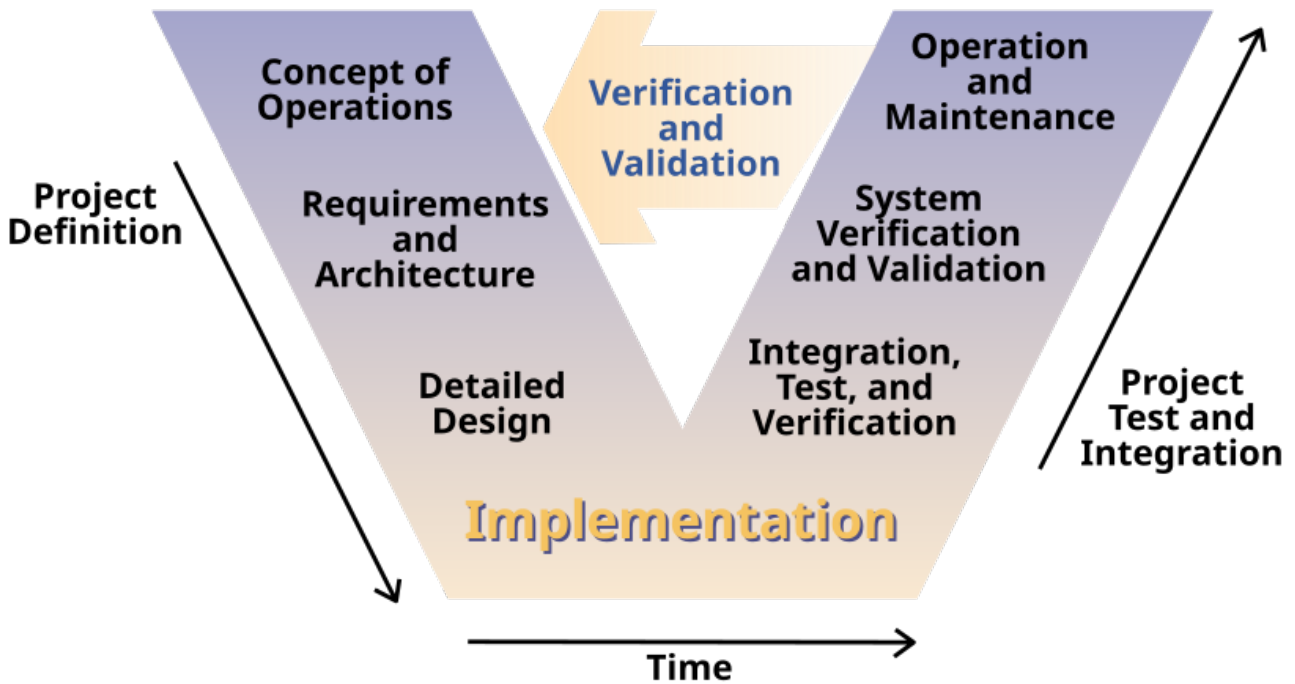 Concept of
Operations
Verification
and
Validation
Operation
and
Maintenance
Project
Definition
Requirements
and
Architecture
System
Verification
and Validation
Detailed
Design
Integration,
Test, and
Verification
Project
Test and
Integration
Implementation
Time